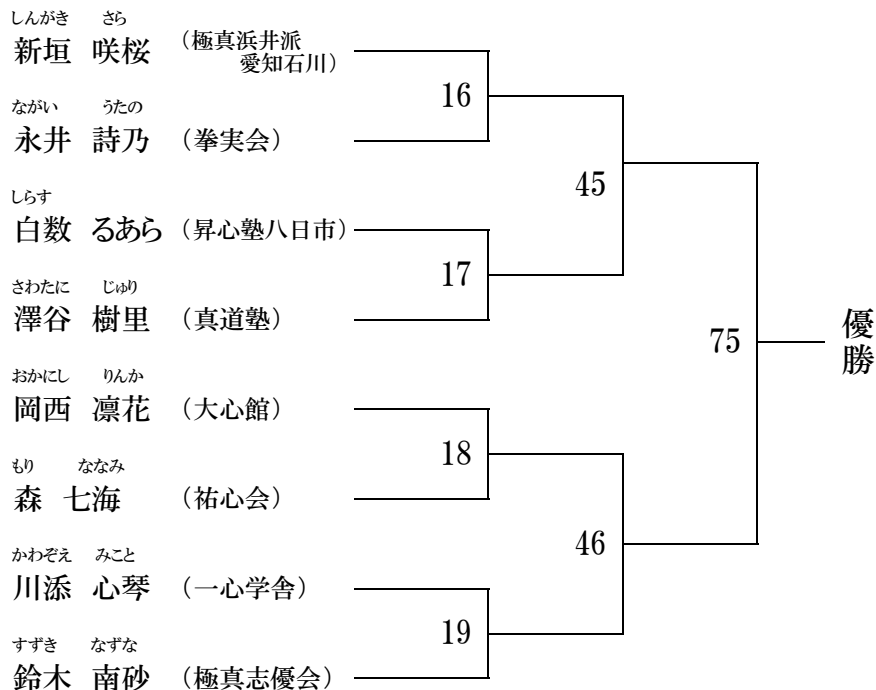 しんがき さら
新垣 咲桜 （極真浜井派
愛知石川）
16
ながい うたの
永井 詩乃 （拳実会）
45
しらす
白数 るあら （昇心塾八日市）
17
さわたに じゅり
澤谷 樹里 （真道塾）
75
優勝
おかにし りんか
岡西 凛花 （大心館）
18
もり ななみ
森 七海 （祐心会）
46
かわぞえ みこと
川添 心琴 （一心学舎）
19
すずき なずな
鈴木 南砂 （極真志優会）